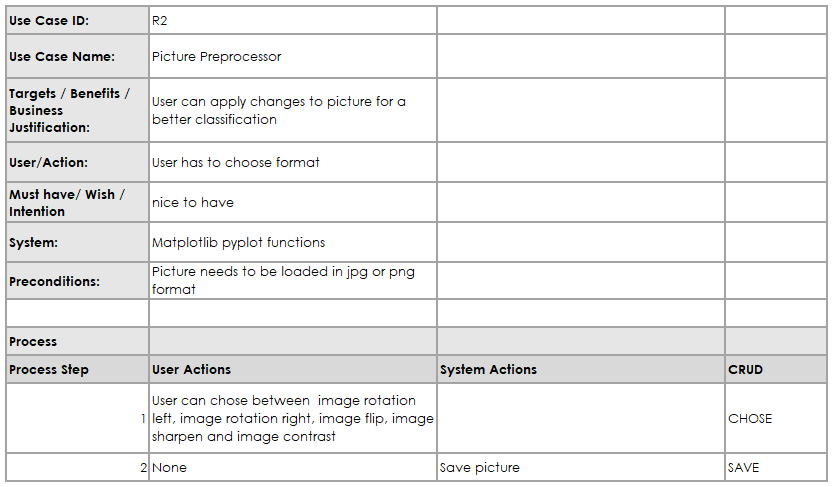 Use Case ID: R2
Use Case Name: Picture Preprocessor
Targets / Benefits /
Business
Justification:
User can apply changes to picture for a
better classification
User/Action: User has to choose format
Must have/ Wish /
Intention
nice to have
System: Matplotlib pyplot functions
Preconditions:
Picture needs to be loaded in jpg or png
format
Process
Process Step User Actions System Actions CRUD
1
User can chose between image rotation
left, image rotation right, image flip, image
sharpen and image contrast
CHOSE
2 None Save picture SAVE